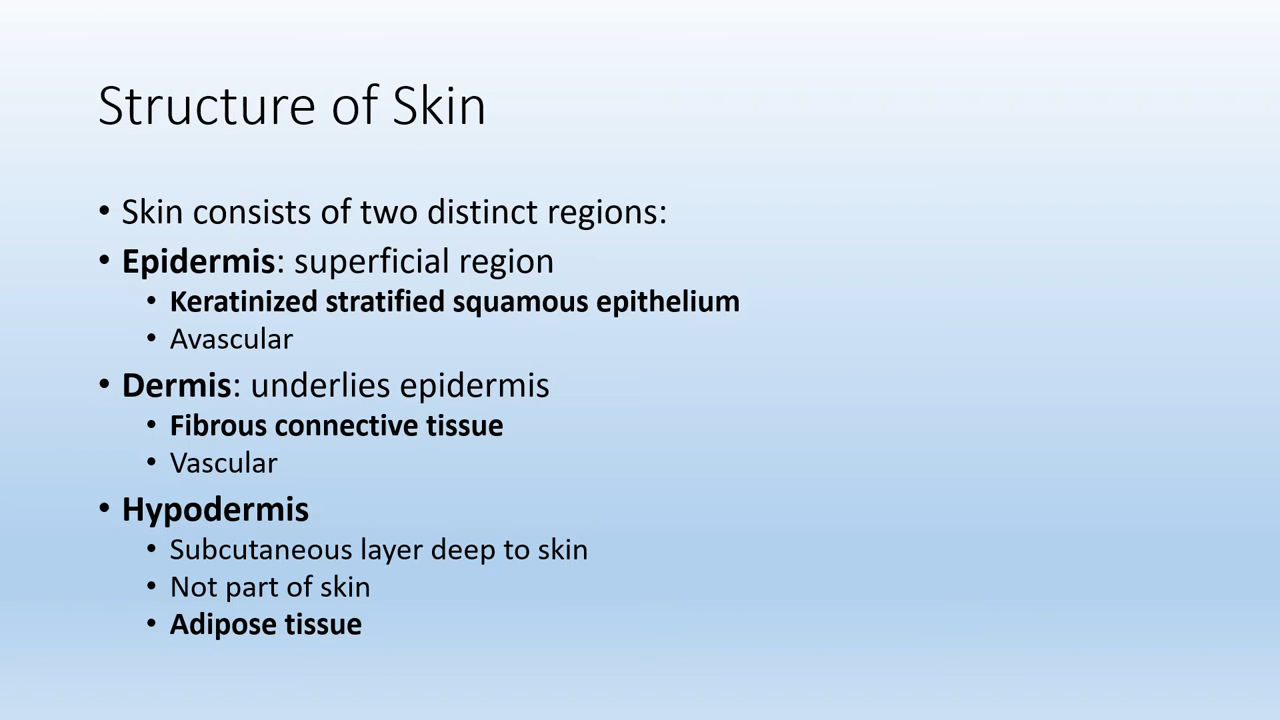 Structure of Skin
• Skin consists of two distinct regions:
• Epidermis: superficial region
• Keratinized stratified squamous epithelium
• Avascular
• Dermis: underlies epidermis
• Fibrous connective tissue
• Vascular
• Hypodermis
• Subcutaneous layer deep to skin
• Not part of skin
• Adipose tissue